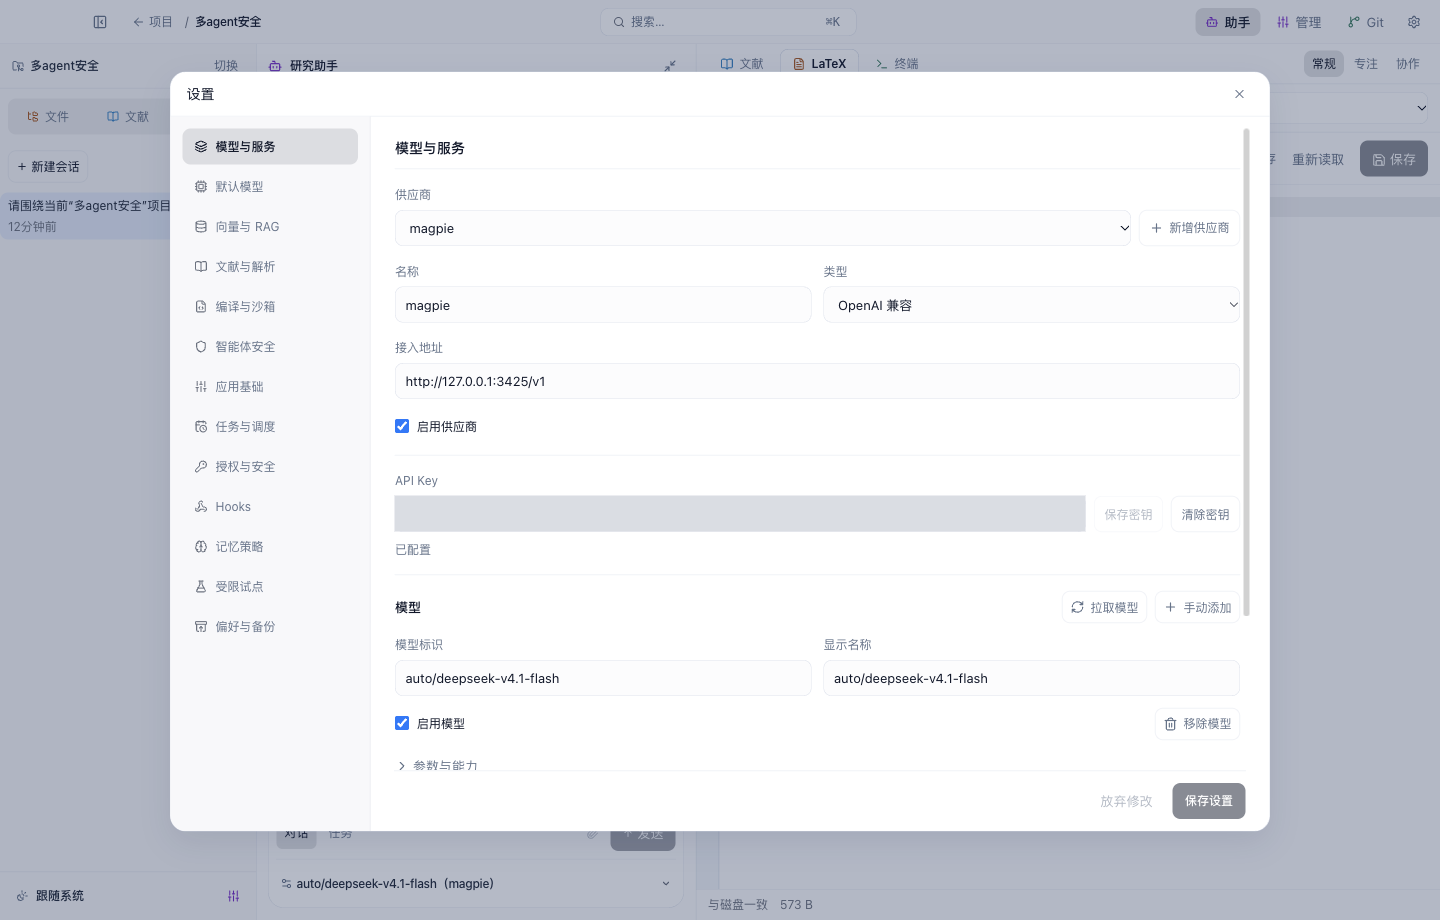 项目 / 多agent安全
搜索... ⌘K
助手 管理 Git
多agent安全 切换
研究助手
文献 LaTeX 终端
常规 专注 协作
文件 文献
新建会话
请围绕当前“多agent安全”项目
12分钟前
重新读取 保存
设置
模型与服务
默认模型
向量与 RAG
文献与解析
编译与沙箱
智能体安全
应用基础
任务与调度
授权与安全
Hooks
记忆策略
受限试点
偏好与备份
模型与服务
供应商
magpie 新增供应商
名称 类型
magpie OpenAI 兼容
接入地址
http://127.0.0.1:3425/v1
启用供应商
API Key
保存密钥 清除密钥
已配置
模型 拉取模型 手动添加
模型标识 显示名称
auto/deepseek-v4.1-flash auto/deepseek-v4.1-flash
启用模型 移除模型
参数与能力
放弃修改 保存设置
对话 任务 发送
auto/deepseek-v4.1-flash (magpie)
跟随系统
与磁盘一致 573 B